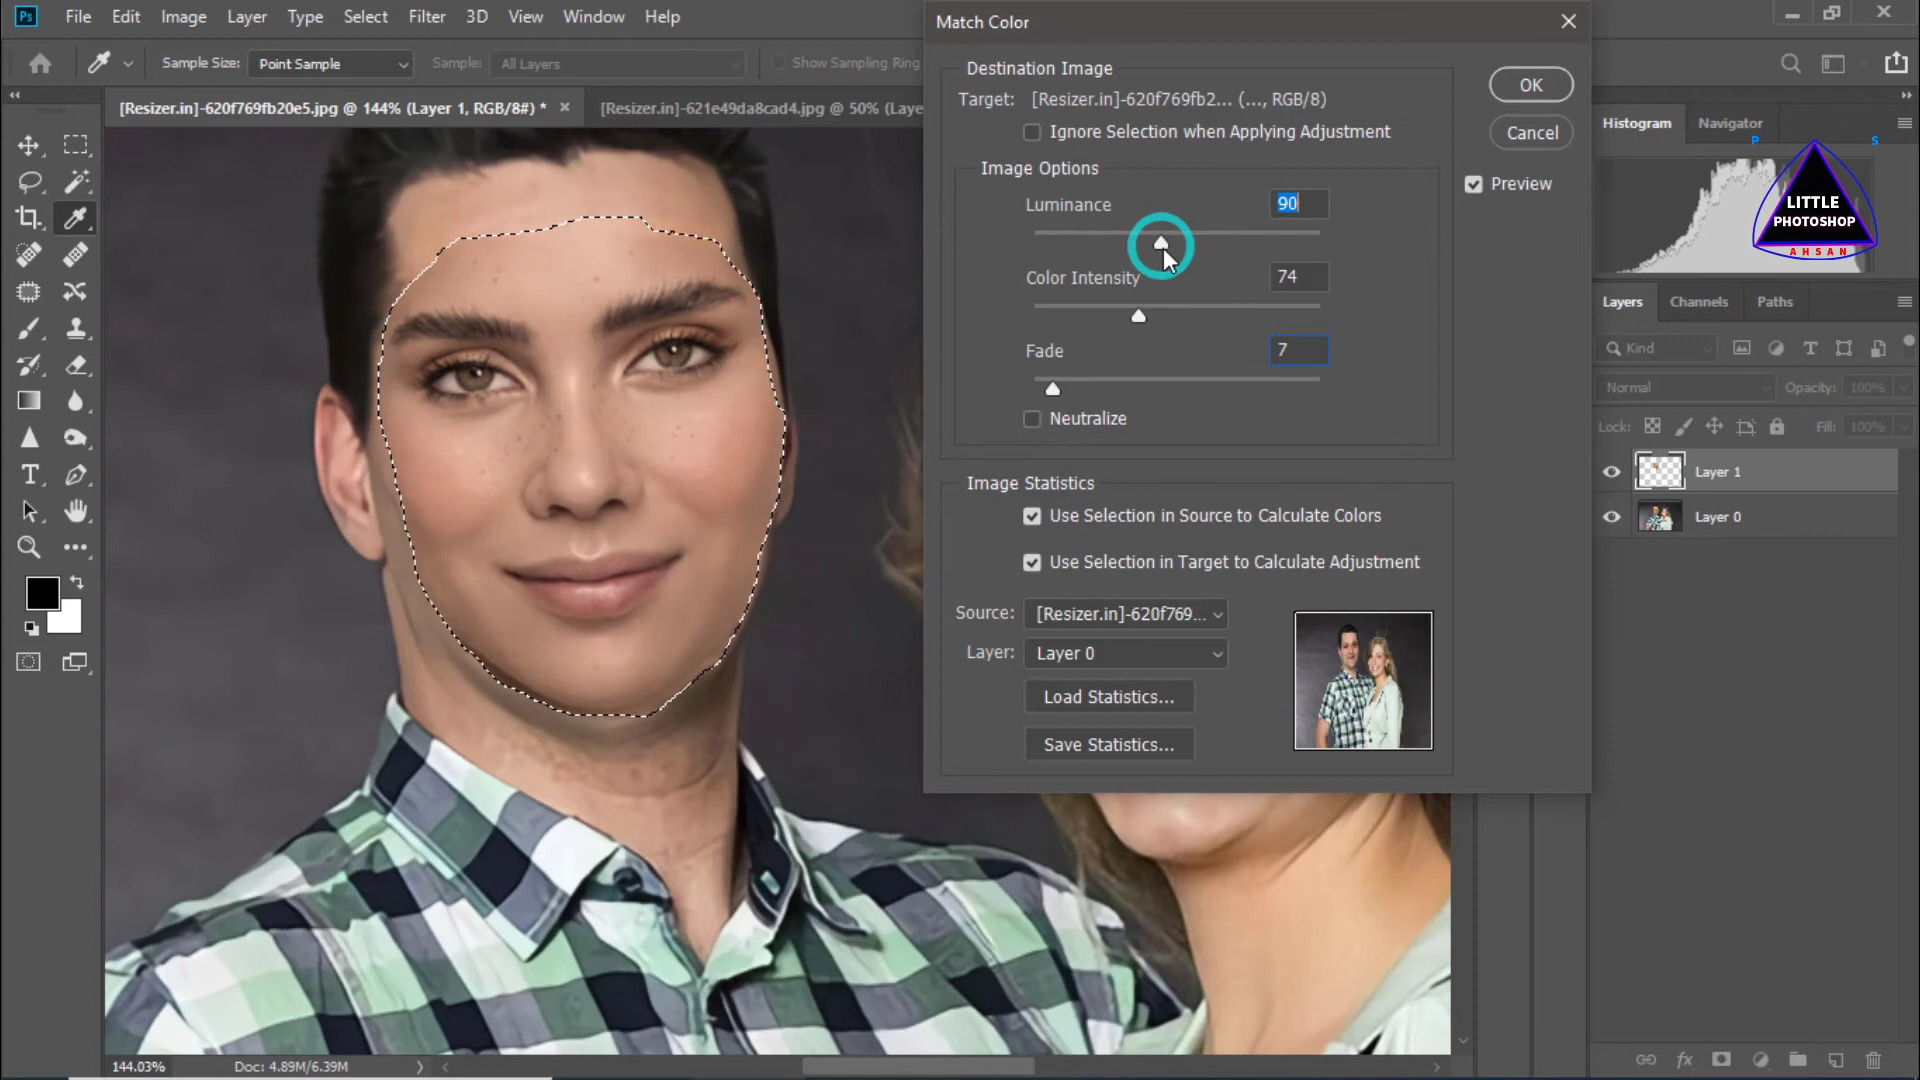 Ps File Edit Image Layer Type Select Filter 3D View Window Help
Sample Size: Point Sample Sample: All Layers Show Sampling Ring
[Resizer.in]-620f769fb20e5.jpg @ 144% (Layer 1, RGB/8#) *
[Resizer.in]-621e49da8cad4.jpg @ 50% (Laye
Match Color
Destination Image
Target: [Resizer.in]-620f769fb2... (..., RGB/8)
Ignore Selection when Applying Adjustment
Image Options
Luminance 90
Color Intensity 74
Fade 7
Neutralize
Image Statistics
Use Selection in Source to Calculate Colors
Use Selection in Target to Calculate Adjustment
Source: [Resizer.in]-620f769...
Layer: Layer 0
Load Statistics...
Save Statistics...
OK
Cancel
Preview
Histogram Navigator
P S
LITTLE
PHOTOSHOP
AHSAN
Layers Channels Paths
Kind
Normal Opacity: 100%
Lock: Fill: 100%
Layer 1
Layer 0
144.03% Doc: 4.89M/6.39M